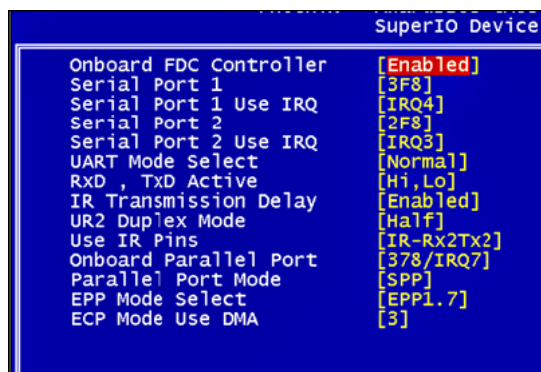 SuperIO Device
Onboard FDC Controller [Enabled]
Serial Port 1 [3F8]
Serial Port 1 Use IRQ [IRQ4]
Serial Port 2 [2F8]
Serial Port 2 Use IRQ [IRQ3]
UART Mode Select [Normal]
RxD , TxD Active [Hi,Lo]
IR Transmission Delay [Enabled]
UR2 Duplex Mode [Half]
Use IR Pins [IR-Rx2Tx2]
Onboard Parallel Port [378/IRQ7]
Parallel Port Mode [SPP]
EPP Mode Select [EPP1.7]
ECP Mode Use DMA [3]